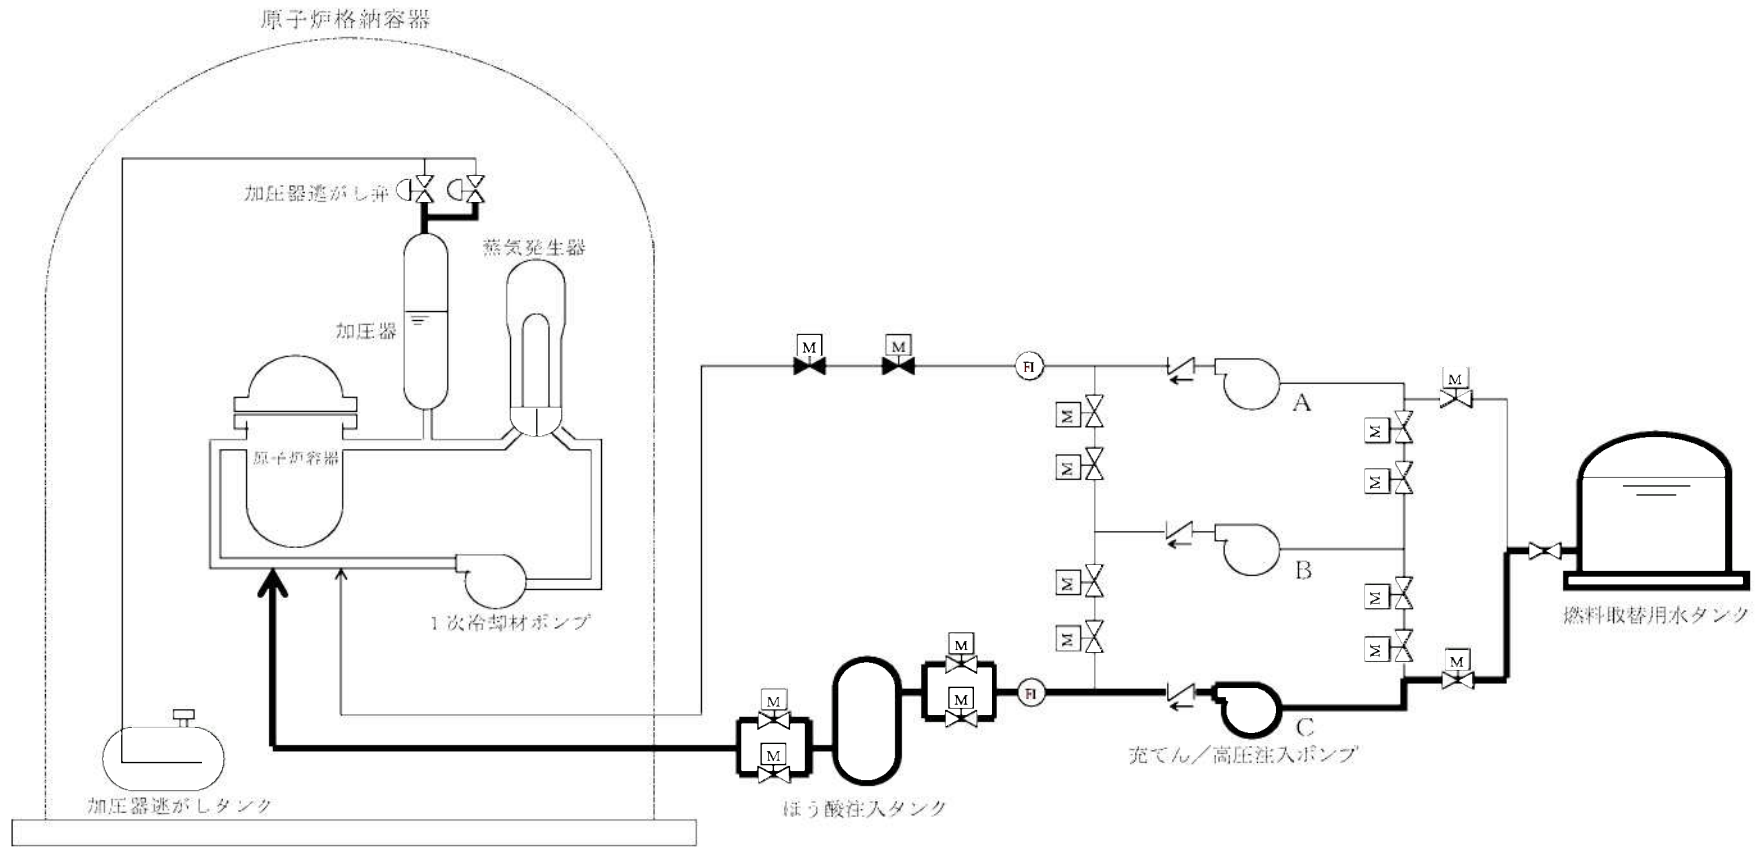 原子炉格納容器
加圧器逃がし弁
蒸気発生器
加圧器
M
M
FI
A
M
M
M
M
M
原子炉容器
B
M
M
M
M
燃料取替用水タンク
1次冷却材ポンプ
M
M
FI
M
M
M
C
充てん／高圧注入ポンプ
加圧器逃がしタンク
ほう酸注入タンク